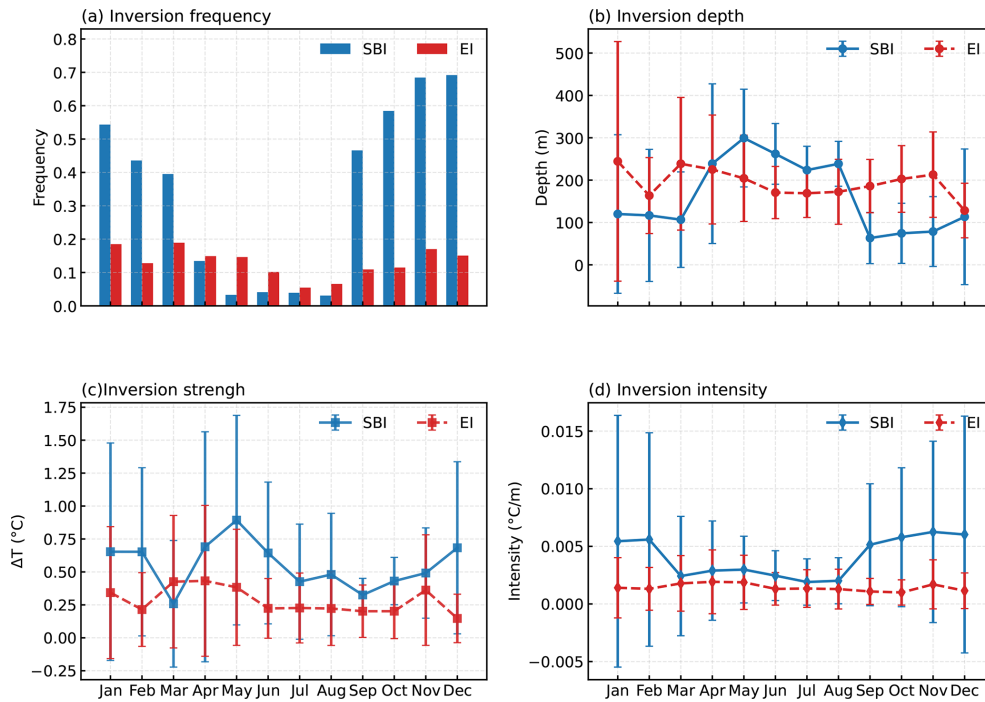 (a) Inversion frequency
0.8
0.7
0.6
0.5
0.4
0.3
0.2
0.1
0.0
Frequency
SBI
EI
(b) Inversion depth
500
400
300
200
100
0
Depth (m)
SBI
EI
(c)Inversion strengh
1.75
1.50
1.25
1.00
0.75
0.50
0.25
0.00
−0.25
ΔT (°C)
SBI
EI
Jan Feb Mar Apr May Jun Jul Aug Sep Oct Nov Dec
(d) Inversion intensity
0.015
0.010
0.005
0.000
−0.005
Intensity (°C/m)
SBI
EI
Jan Feb Mar Apr May Jun Jul Aug Sep Oct Nov Dec